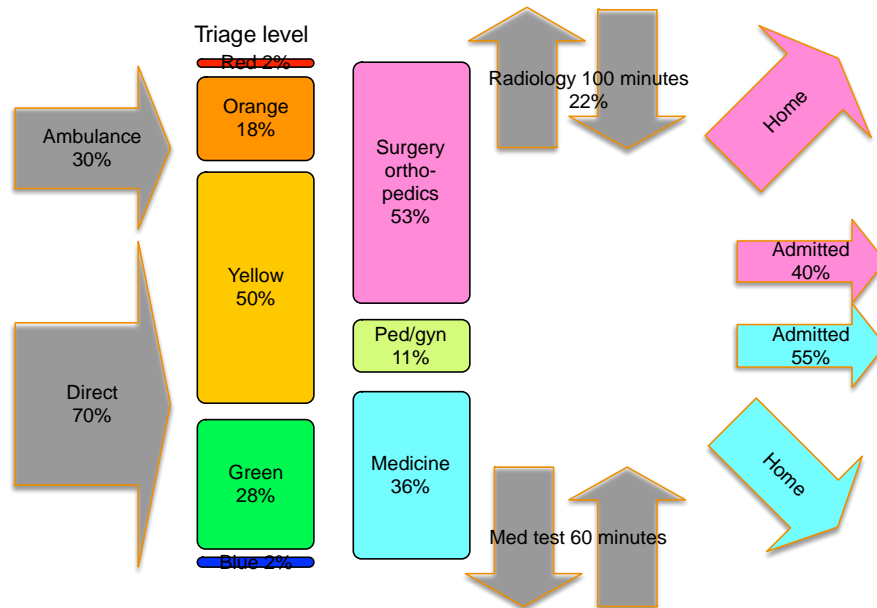 Triage level
Red 2%
Orange
18%
Yellow
50%
Green
28%
Blue 2%
Ambulance
30%
Direct
70%
Surgery
ortho-
pedics
53%
Ped/gyn
11%
Medicine
36%
Radiology 100 minutes
22%
Med test 60 minutes
Home
Admitted
40%
Admitted
55%
Home